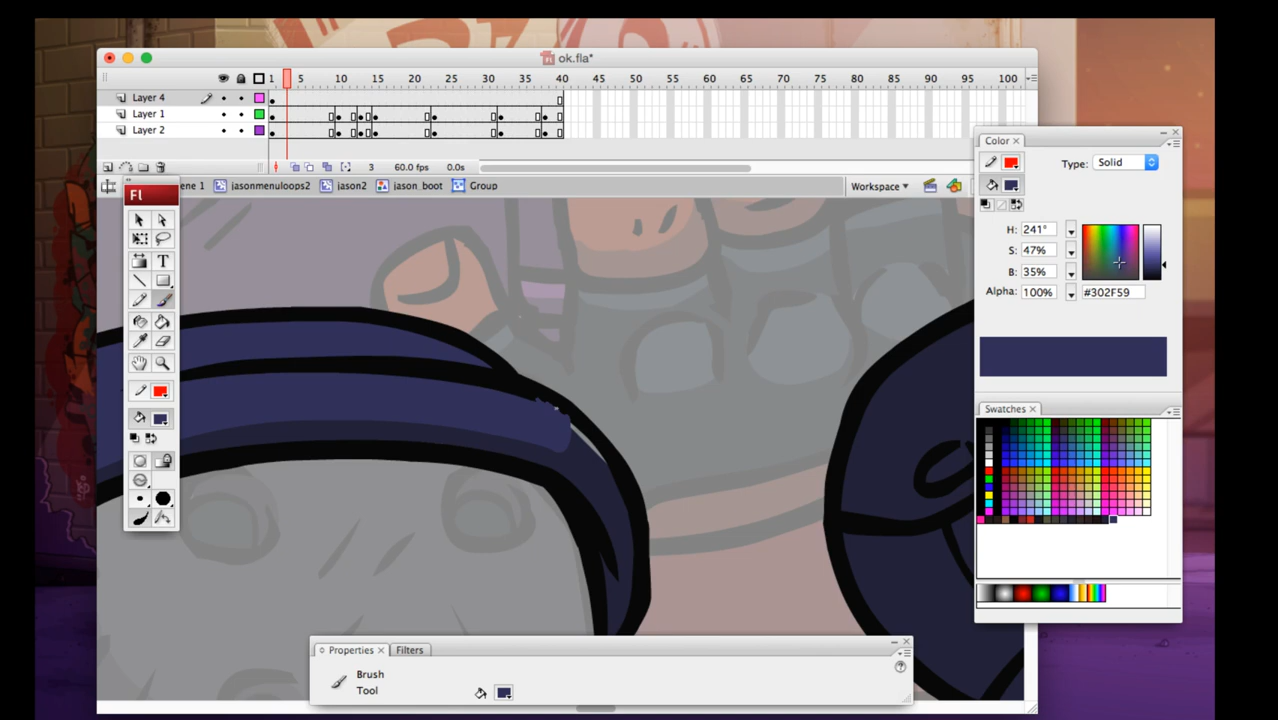 ok.fla*
1 5 10 15 20 25 30 35 40 45 50 55 60 65 70 75 80 85 90 95 100
Layer 4
Layer 1
Layer 2
3 60.0 fps 0.0s
ene 1 jasonmenuloops2 jason2 jason_boot Group Workspace
Fl
T
Color
Type: Solid
H: 241°
S: 47%
B: 35%
Alpha: 100% #302F59
Swatches
Properties Filters
Brush
Tool